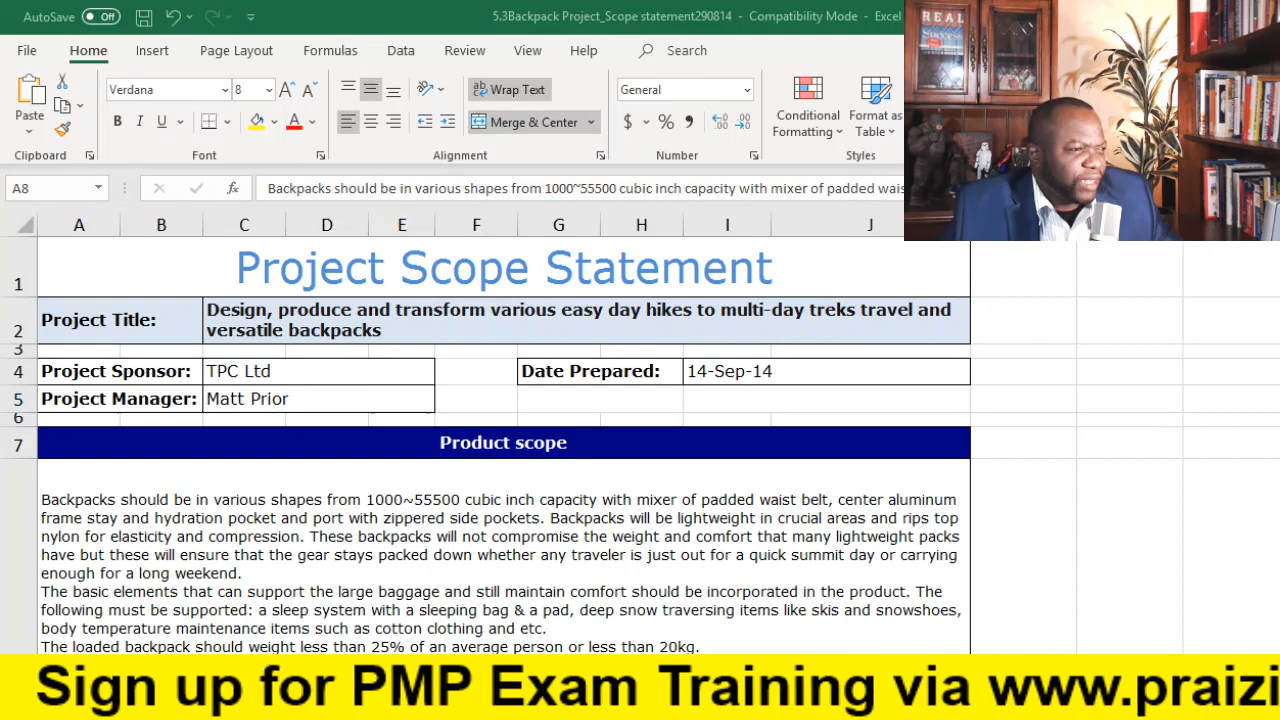 AutoSave Off 5.3Backpack Project_Scope statement290814 - Compatibility Mode - Excel
File Home Insert Page Layout Formulas Data Review View Help Search
Verdana 8 Wrap Text General
Paste B I U Merge & Center $ % Conditional Formatting Format as Table
Clipboard Font Alignment Number Styles
A8 fx Backpacks should be in various shapes from 1000~55500 cubic inch capacity with mixer of padded wais
A B C D E F G H I J
1 Project Scope Statement
2 Project Title: Design, produce and transform various easy day hikes to multi-day treks travel and
versatile backpacks
3
4 Project Sponsor: TPC Ltd Date Prepared: 14-Sep-14
5 Project Manager: Matt Prior
6
7 Product scope
Backpacks should be in various shapes from 1000~55500 cubic inch capacity with mixer of padded waist belt, center aluminum
frame stay and hydration pocket and port with zippered side pockets. Backpacks will be lightweight in crucial areas and rips top
nylon for elasticity and compression. These backpacks will not compromise the weight and comfort that many lightweight packs
have but these will ensure that the gear stays packed down whether any traveler is just out for a quick summit day or carrying
enough for a long weekend.
The basic elements that can support the large baggage and still maintain comfort should be incorporated in the product. The
following must be supported: a sleep system with a sleeping bag & a pad, deep snow traversing items like skis and snowshoes,
body temperature maintenance items such as cotton clothing and etc.
The loaded backpack should weight less than 25% of an average person or less than 20kg.
REAL
Success
Sign up for PMP Exam Training via www.praizi